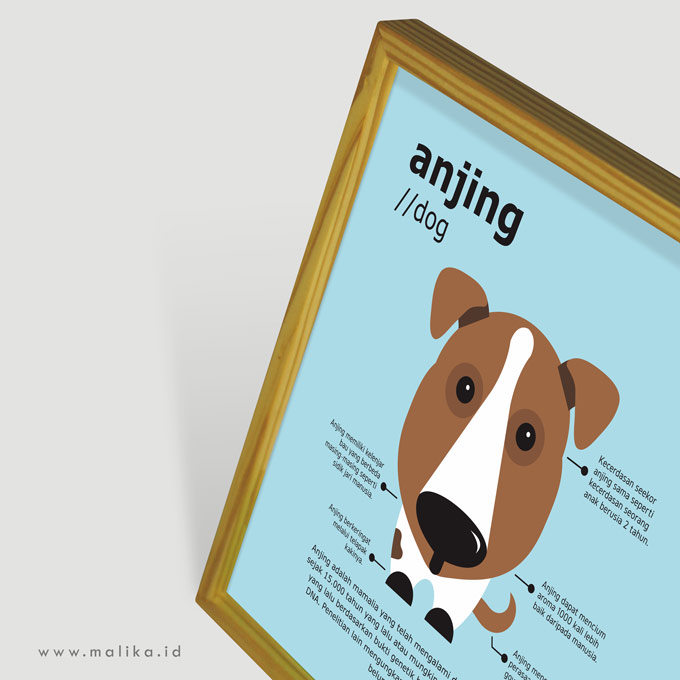 anjing
//dog
Anjing memiliki kelenjar
bau yang berbeda
masing-masing seperti
sidik jari manusia.
Anjing berkeringat
melalui telapak
kakinya.
Kecerdasan seekor
anjing sama seperti
kecerdasan seorang
anak berusia 2 tahun.
Anjing dapat mencium
aroma 1000 kali lebih
baik daripada manusia.
Anjing adalah mamalia yang telah mengalami
sejak 15.000 tahun yang lalu atau mungkin
yang lalu berdasarkan bukti genetik
DNA. Penelitian lain mengungkap
www.malika.id